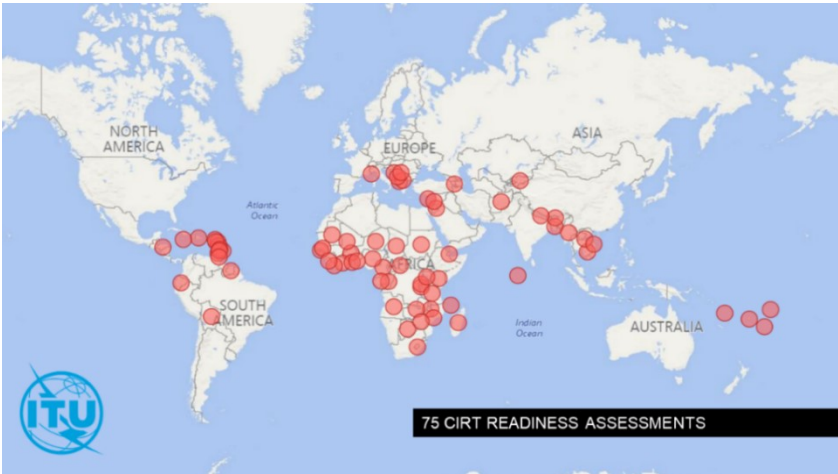 NORTH
AMERICA
ASIA
EUROPE
Atlantic
Ocean
AFRICA
SOUTH
AMERICA
Indian
Ocean
AUSTRALIA
ITU
75 CIRT READINESS ASSESSMENTS